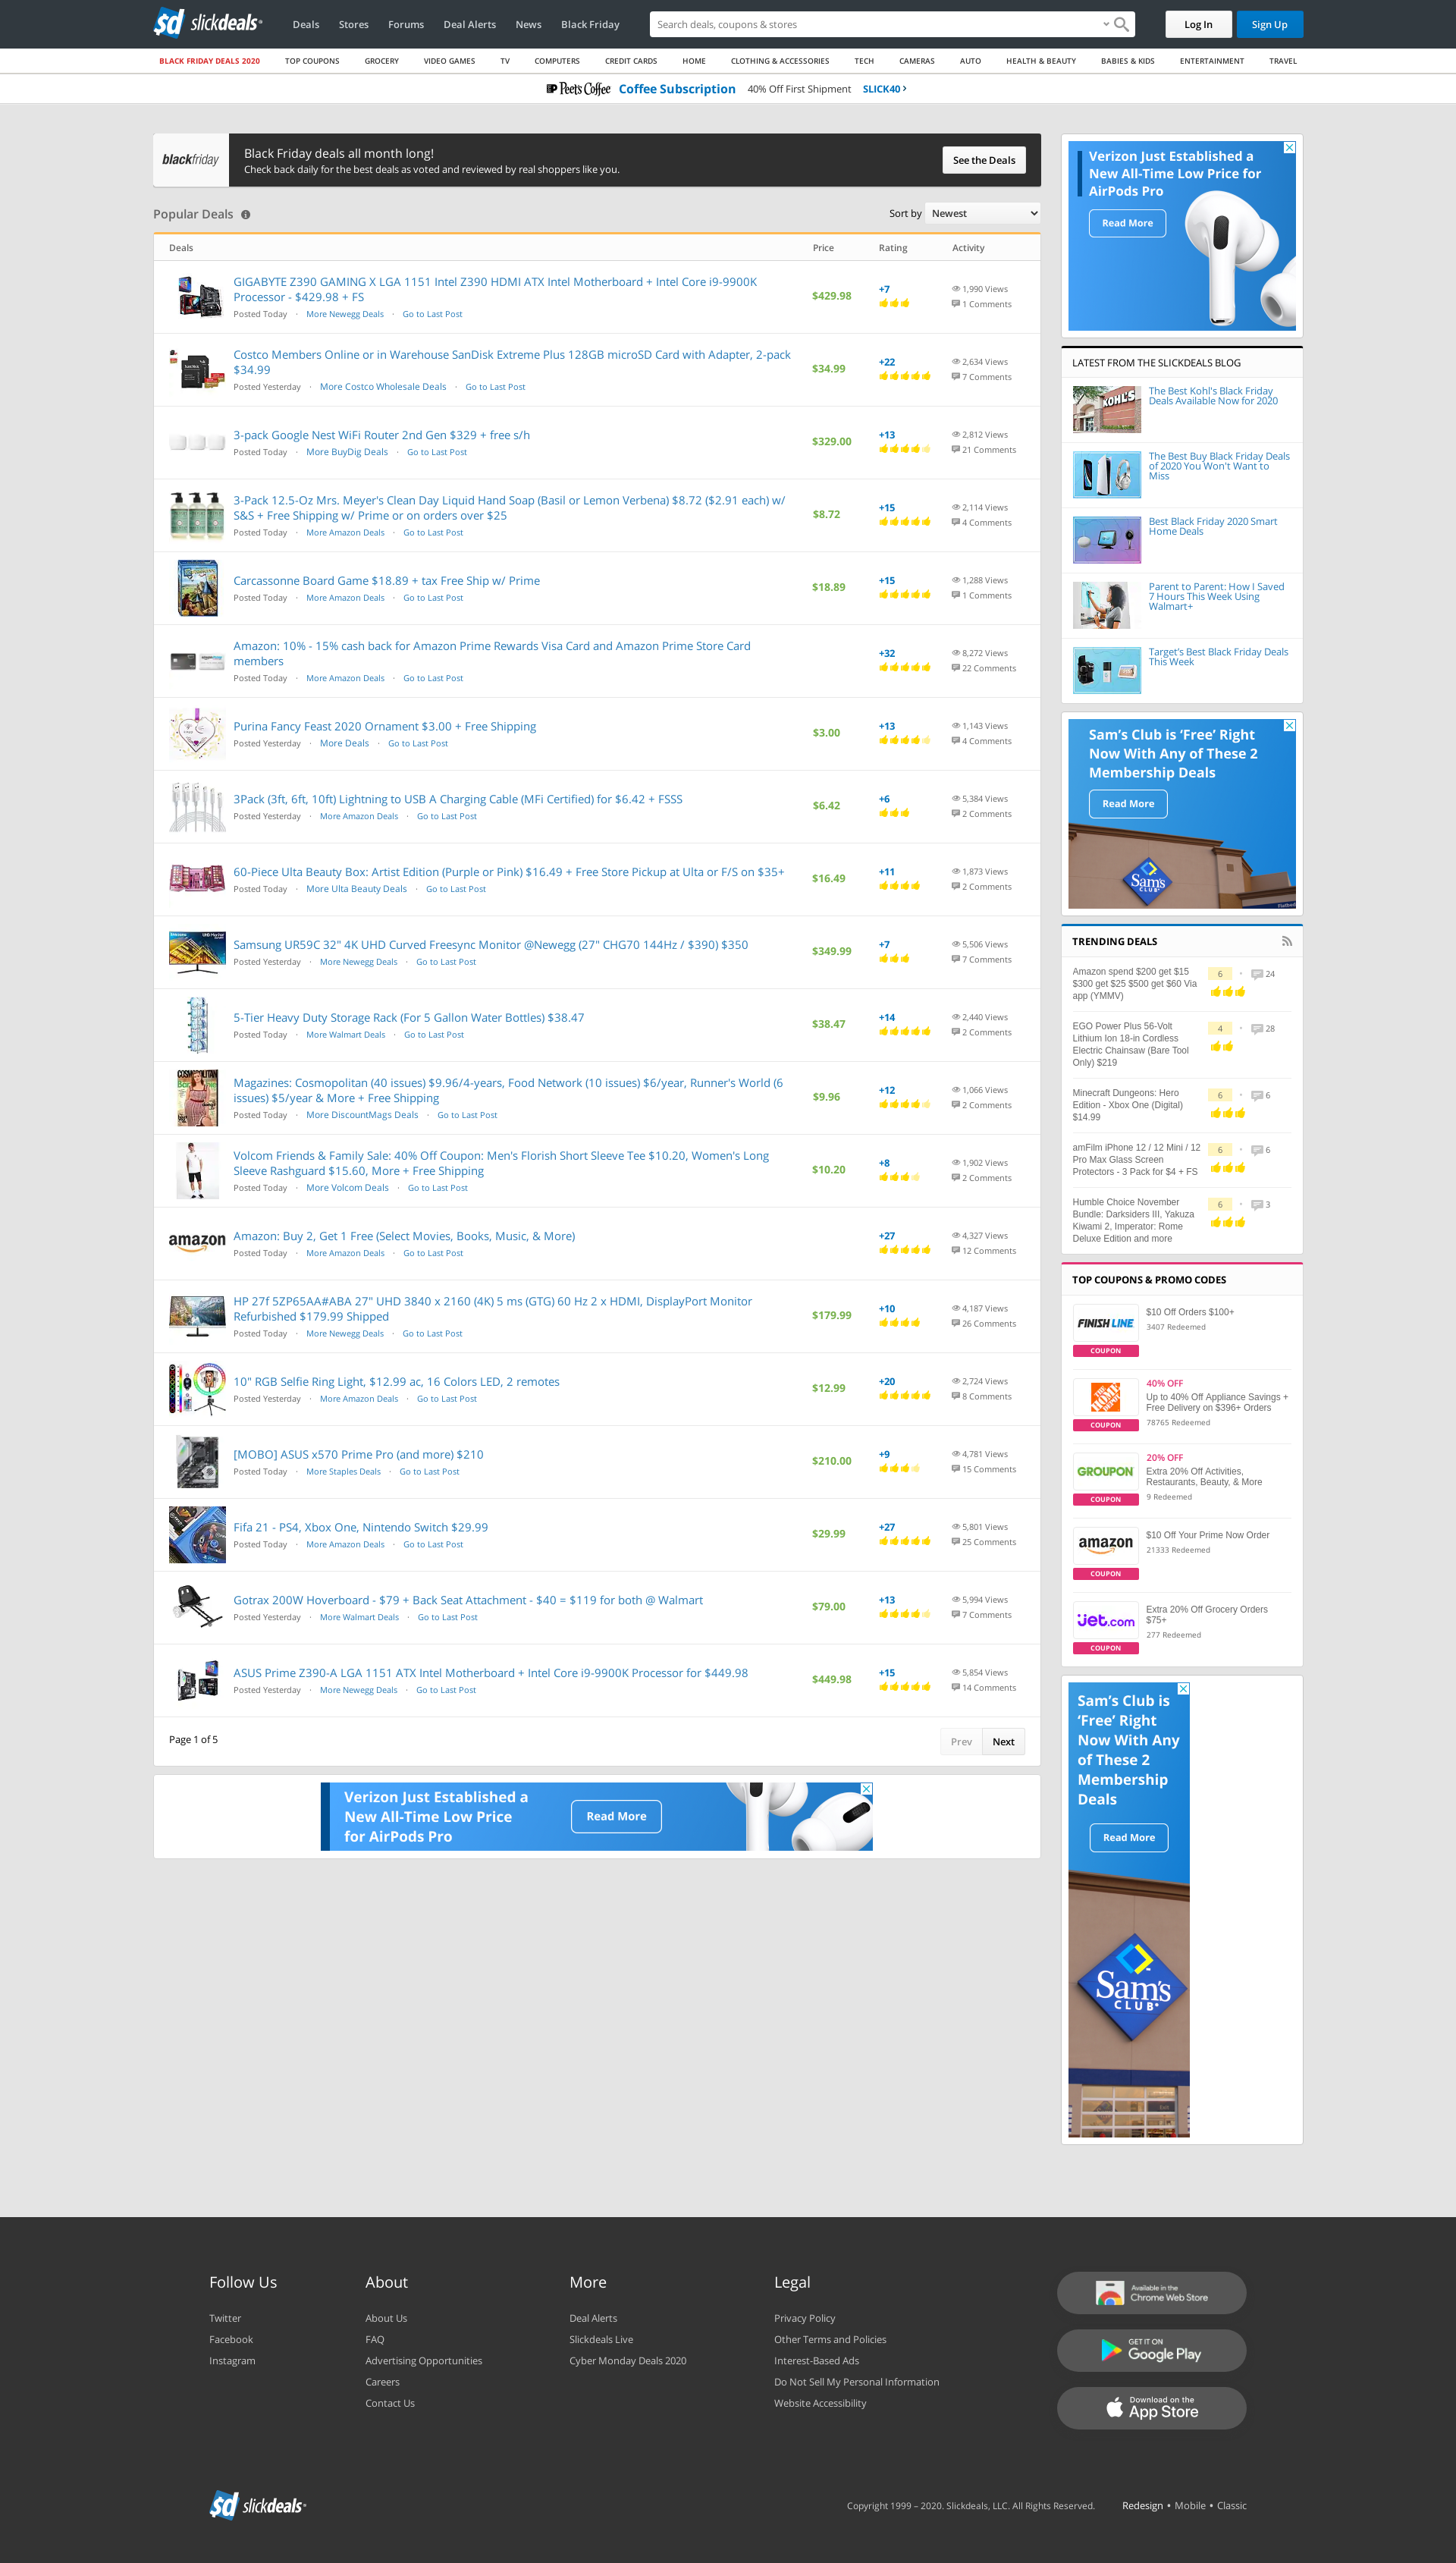 slickdeals
Deals Stores Forums Deal Alerts News Black Friday
Search deals, coupons & stores
Log In Sign Up
BLACK FRIDAY DEALS 2020 TOP COUPONS GROCERY VIDEO GAMES TV COMPUTERS CREDIT CARDS HOME CLOTHING & ACCESSORIES TECH CAMERAS AUTO HEALTH & BEAUTY BABIES & KIDS ENTERTAINMENT TRAVEL
Peet's Coffee Coffee Subscription 40% Off First Shipment SLICK40
blackfriday
Black Friday deals all month long!
Check back daily for the best deals as voted and reviewed by real shoppers like you.
See the Deals
Popular Deals
Sort by Newest
Deals Price Rating Activity
GIGABYTE Z390 GAMING X LGA 1151 Intel Z390 HDMI ATX Intel Motherboard + Intel Core i9-9900K
Processor - $429.98 + FS
Posted Today · More Newegg Deals · Go to Last Post
$429.98
+7
1,990 Views
1 Comments
Costco Members Online or in Warehouse SanDisk Extreme Plus 128GB microSD Card with Adapter, 2-pack
$34.99
Posted Yesterday · More Costco Wholesale Deals · Go to Last Post
$34.99
+22
2,634 Views
7 Comments
3-pack Google Nest WiFi Router 2nd Gen $329 + free s/h
Posted Today · More BuyDig Deals · Go to Last Post
$329.00
+13
2,812 Views
21 Comments
3-Pack 12.5-Oz Mrs. Meyer's Clean Day Liquid Hand Soap (Basil or Lemon Verbena) $8.72 ($2.91 each) w/
S&S + Free Shipping w/ Prime or on orders over $25
Posted Today · More Amazon Deals · Go to Last Post
$8.72
+15
2,114 Views
4 Comments
Carcassonne Board Game $18.89 + tax Free Ship w/ Prime
Posted Today · More Amazon Deals · Go to Last Post
$18.89
+15
1,288 Views
1 Comments
Amazon: 10% - 15% cash back for Amazon Prime Rewards Visa Card and Amazon Prime Store Card
members
Posted Today · More Amazon Deals · Go to Last Post
+32
8,272 Views
22 Comments
Purina Fancy Feast 2020 Ornament $3.00 + Free Shipping
Posted Yesterday · More Deals · Go to Last Post
$3.00
+13
1,143 Views
4 Comments
3Pack (3ft, 6ft, 10ft) Lightning to USB A Charging Cable (MFi Certified) for $6.42 + FSSS
Posted Yesterday · More Amazon Deals · Go to Last Post
$6.42
+6
5,384 Views
2 Comments
60-Piece Ulta Beauty Box: Artist Edition (Purple or Pink) $16.49 + Free Store Pickup at Ulta or F/S on $35+
Posted Today · More Ulta Beauty Deals · Go to Last Post
$16.49
+11
1,873 Views
2 Comments
Samsung UR59C 32" 4K UHD Curved Freesync Monitor @Newegg (27" CHG70 144Hz / $390) $350
Posted Yesterday · More Newegg Deals · Go to Last Post
$349.99
+7
5,506 Views
7 Comments
5-Tier Heavy Duty Storage Rack (For 5 Gallon Water Bottles) $38.47
Posted Today · More Walmart Deals · Go to Last Post
$38.47
+14
2,440 Views
2 Comments
COSMOPOLITAN
Magazines: Cosmopolitan (40 issues) $9.96/4-years, Food Network (10 issues) $6/year, Runner's World (6
issues) $5/year & More + Free Shipping
Posted Today · More DiscountMags Deals · Go to Last Post
$9.96
+12
1,066 Views
2 Comments
Volcom Friends & Family Sale: 40% Off Coupon: Men's Florish Short Sleeve Tee $10.20, Women's Long
Sleeve Rashguard $15.60, More + Free Shipping
Posted Today · More Volcom Deals · Go to Last Post
$10.20
+8
1,902 Views
2 Comments
amazon
Amazon: Buy 2, Get 1 Free (Select Movies, Books, Music, & More)
Posted Today · More Amazon Deals · Go to Last Post
+27
4,327 Views
12 Comments
HP 27f 5ZP65AA#ABA 27" UHD 3840 x 2160 (4K) 5 ms (GTG) 60 Hz 2 x HDMI, DisplayPort Monitor
Refurbished $179.99 Shipped
Posted Today · More Newegg Deals · Go to Last Post
$179.99
+10
4,187 Views
26 Comments
10" RGB Selfie Ring Light, $12.99 ac, 16 Colors LED, 2 remotes
Posted Yesterday · More Amazon Deals · Go to Last Post
$12.99
+20
2,724 Views
8 Comments
[MOBO] ASUS x570 Prime Pro (and more) $210
Posted Today · More Staples Deals · Go to Last Post
$210.00
+9
4,781 Views
15 Comments
Fifa 21 - PS4, Xbox One, Nintendo Switch $29.99
Posted Today · More Amazon Deals · Go to Last Post
$29.99
+27
5,801 Views
25 Comments
Gotrax 200W Hoverboard - $79 + Back Seat Attachment - $40 = $119 for both @ Walmart
Posted Yesterday · More Walmart Deals · Go to Last Post
$79.00
+13
5,994 Views
7 Comments
ASUS Prime Z390-A LGA 1151 ATX Intel Motherboard + Intel Core i9-9900K Processor for $449.98
Posted Yesterday · More Newegg Deals · Go to Last Post
$449.98
+15
5,854 Views
14 Comments
Page 1 of 5
Prev Next
Verizon Just Established a
New All-Time Low Price
for AirPods Pro
Read More
Verizon Just Established a
New All-Time Low Price for
AirPods Pro
Read More
LATEST FROM THE SLICKDEALS BLOG
KOHL'S
The Best Kohl's Black Friday
Deals Available Now for 2020
The Best Buy Black Friday Deals
of 2020 You Won't Want to
Miss
Best Black Friday 2020 Smart
Home Deals
Parent to Parent: How I Saved
7 Hours This Week Using
Walmart+
Target's Best Black Friday Deals
This Week
Sam's Club is ‘Free’ Right
Now With Any of These 2
Membership Deals
Read More
Sam's
CLUB
TRENDING DEALS
Amazon spend $200 get $15
$300 get $25 $500 get $60 Via
app (YMMV)
6 • 24
EGO Power Plus 56-Volt
Lithium Ion 18-in Cordless
Electric Chainsaw (Bare Tool
Only) $219
4 • 28
Minecraft Dungeons: Hero
Edition - Xbox One (Digital)
$14.99
6 • 6
amFilm iPhone 12 / 12 Mini / 12
Pro Max Glass Screen
Protectors - 3 Pack for $4 + FS
6 • 6
Humble Choice November
Bundle: Darksiders III, Yakuza
Kiwami 2, Imperator: Rome
Deluxe Edition and more
6 • 3
TOP COUPONS & PROMO CODES
FINISH LINE
COUPON
$10 Off Orders $100+
3407 Redeemed
THE HOME DEPOT
COUPON
40% OFF
Up to 40% Off Appliance Savings +
Free Delivery on $396+ Orders
78765 Redeemed
GROUPON
COUPON
20% OFF
Extra 20% Off Activities,
Restaurants, Beauty, & More
9 Redeemed
amazon
COUPON
$10 Off Your Prime Now Order
21333 Redeemed
jet.com
COUPON
Extra 20% Off Grocery Orders
$75+
277 Redeemed
Sam's Club is
‘Free’ Right
Now With Any
of These 2
Membership
Deals
Read More
Sam's
CLUB
Follow Us
Twitter
Facebook
Instagram
About
About Us
FAQ
Advertising Opportunities
Careers
Contact Us
More
Deal Alerts
Slickdeals Live
Cyber Monday Deals 2020
Legal
Privacy Policy
Other Terms and Policies
Interest-Based Ads
Do Not Sell My Personal Information
Website Accessibility
Available in the
Chrome Web Store
GET IT ON
Google Play
Download on the
App Store
slickdeals
Copyright 1999 – 2020. Slickdeals, LLC. All Rights Reserved.
Redesign • Mobile • Classic